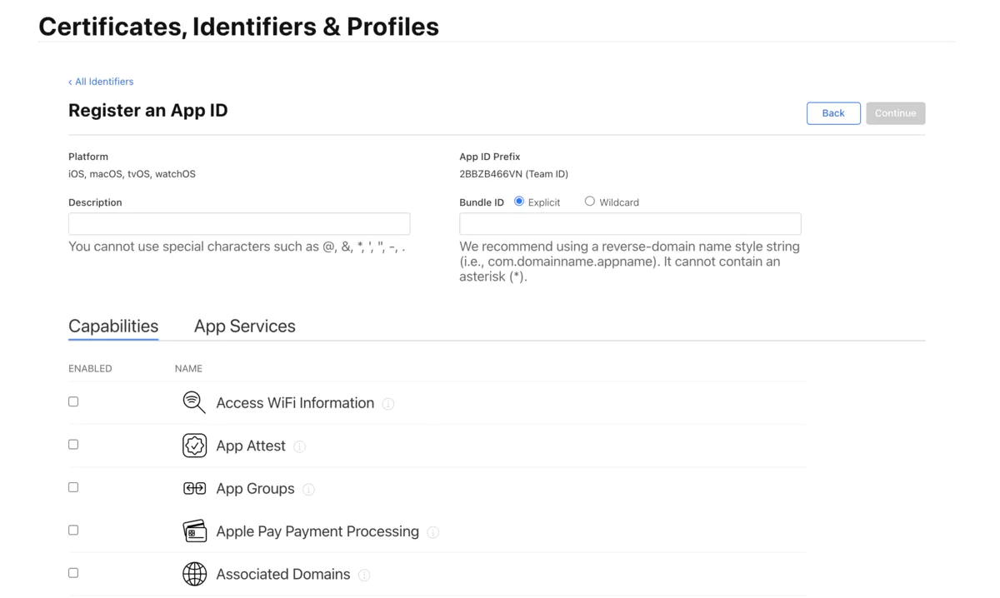 Certificates, Identifiers & Profiles
‹ All Identifiers
Register an App ID
Back
Continue
Platform
iOS, macOS, tvOS, watchOS
App ID Prefix
2BBZB466VN (Team ID)
Description
You cannot use special characters such as @, &, *, ', ", -, .
Bundle ID Explicit Wildcard
We recommend using a reverse-domain name style string
(i.e., com.domainname.appname). It cannot contain an
asterisk (*).
Capabilities App Services
ENABLED NAME
Access WiFi Information
App Attest
App Groups
Apple Pay Payment Processing
Associated Domains